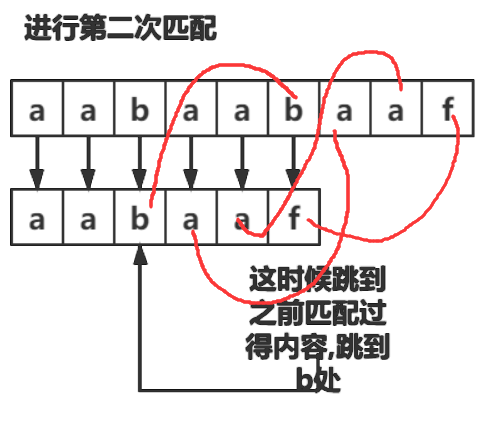 进行第二次匹配
a a b a a b a a f
a a b a a f
这时候跳到
之前匹配过
得内容,跳到
b处